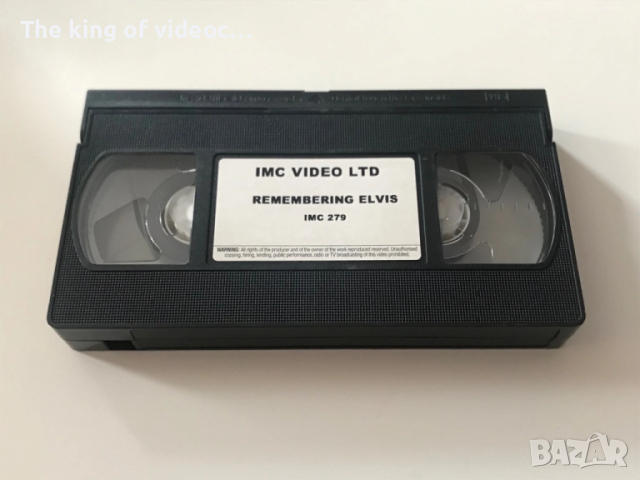 The king of videoc...
IMC VIDEO LTD
REMEMBERING ELVIS
IMC 279
WARNING: All rights of the producer and of the owner of the work reproduced reserved. Unauthorised
copying, hiring, lending, public performance, radio or TV broadcasting of this video prohibited.
BAZAR